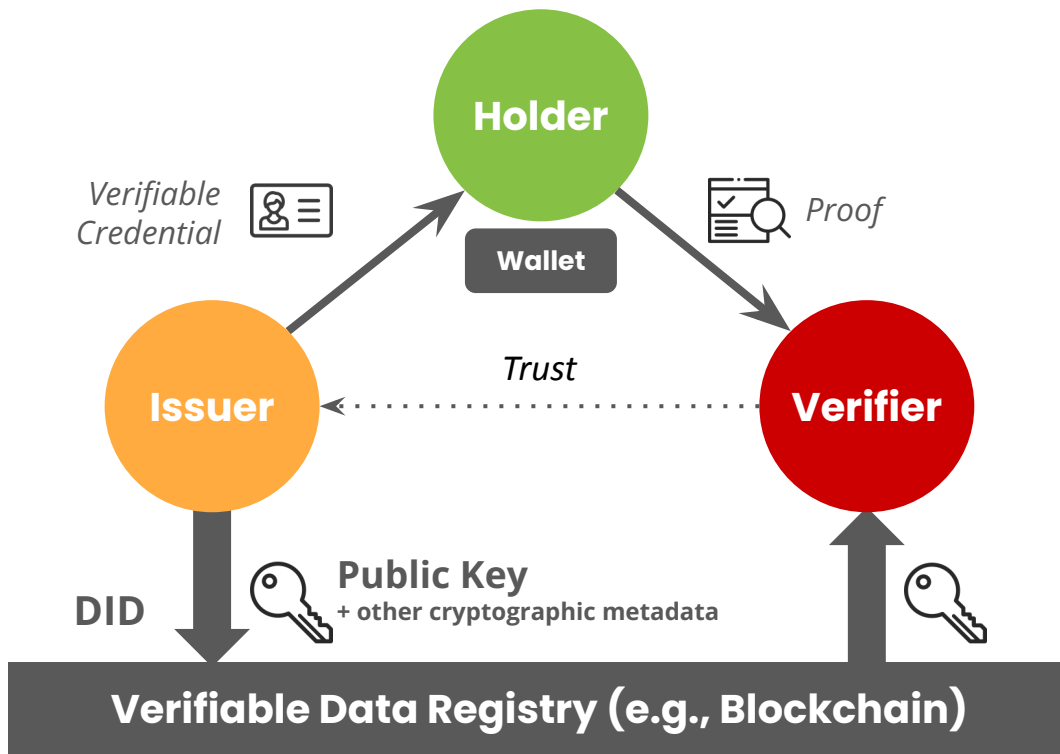 Holder
Verifiable
Credential
Proof
Wallet
Trust
Issuer
Verifier
DID
Public Key
+ other cryptographic metadata
Verifiable Data Registry (e.g., Blockchain)